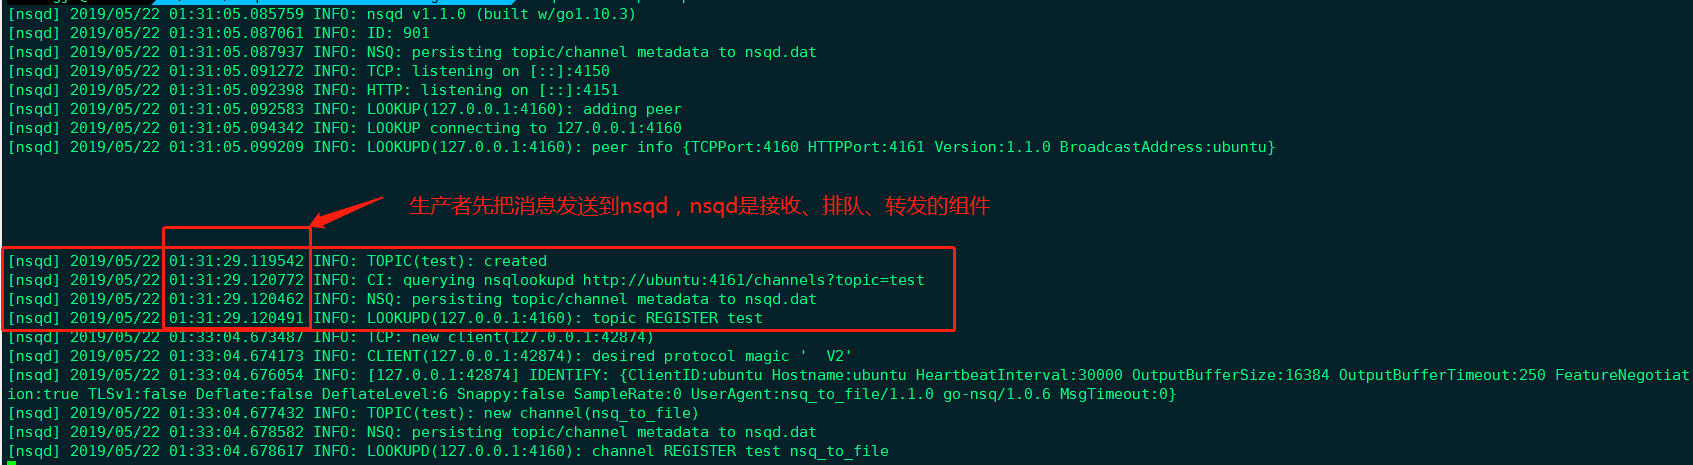 [nsqd] 2019/05/22 01:31:05.085759 INFO: nsqd v1.1.0 (built w/go1.10.3)
[nsqd] 2019/05/22 01:31:05.087061 INFO: ID: 901
[nsqd] 2019/05/22 01:31:05.087937 INFO: NSQ: persisting topic/channel metadata to nsqd.dat
[nsqd] 2019/05/22 01:31:05.091272 INFO: TCP: listening on [::]:4150
[nsqd] 2019/05/22 01:31:05.092398 INFO: HTTP: listening on [::]:4151
[nsqd] 2019/05/22 01:31:05.092583 INFO: LOOKUP(127.0.0.1:4160): adding peer
[nsqd] 2019/05/22 01:31:05.094342 INFO: LOOKUP connecting to 127.0.0.1:4160
[nsqd] 2019/05/22 01:31:05.099209 INFO: LOOKUPD(127.0.0.1:4160): peer info {TCPPort:4160 HTTPPort:4161 Version:1.1.0 BroadcastAddress:ubuntu}
生产者先把消息发送到nsqd，nsqd是接收、排队、转发的组件
[nsqd] 2019/05/22 01:31:29.119542 INFO: TOPIC(test): created
[nsqd] 2019/05/22 01:31:29.120772 INFO: CI: querying nsqlookupd http://ubuntu:4161/channels?topic=test
[nsqd] 2019/05/22 01:31:29.120462 INFO: NSQ: persisting topic/channel metadata to nsqd.dat
[nsqd] 2019/05/22 01:31:29.120491 INFO: LOOKUPD(127.0.0.1:4160): topic REGISTER test
[nsqd] 2019/05/22 01:33:04.673487 INFO: TCP: new client(127.0.0.1:42874)
[nsqd] 2019/05/22 01:33:04.674173 INFO: CLIENT(127.0.0.1:42874): desired protocol magic '  V2'
[nsqd] 2019/05/22 01:33:04.676054 INFO: [127.0.0.1:42874] IDENTIFY: {ClientID:ubuntu Hostname:ubuntu HeartbeatInterval:30000 OutputBufferSize:16384 OutputBufferTimeout:250 FeatureNegotiat
ion:true TLSv1:false Deflate:false DeflateLevel:6 Snappy:false SampleRate:0 UserAgent:nsq_to_file/1.1.0 go-nsq/1.0.6 MsgTimeout:0}
[nsqd] 2019/05/22 01:33:04.677432 INFO: TOPIC(test): new channel(nsq_to_file)
[nsqd] 2019/05/22 01:33:04.678582 INFO: NSQ: persisting topic/channel metadata to nsqd.dat
[nsqd] 2019/05/22 01:33:04.678617 INFO: LOOKUPD(127.0.0.1:4160): channel REGISTER test nsq_to_file